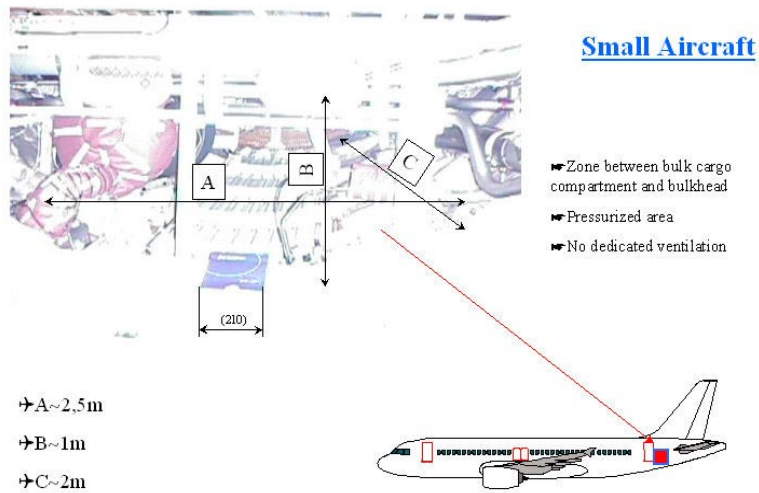 Small Aircraft
A
B
C
☛Zone between bulk cargo
compartment and bulkhead
☛Pressurized area
☛No dedicated ventilation
(210)
✈A~2,5m
✈B~1m
✈C~2m